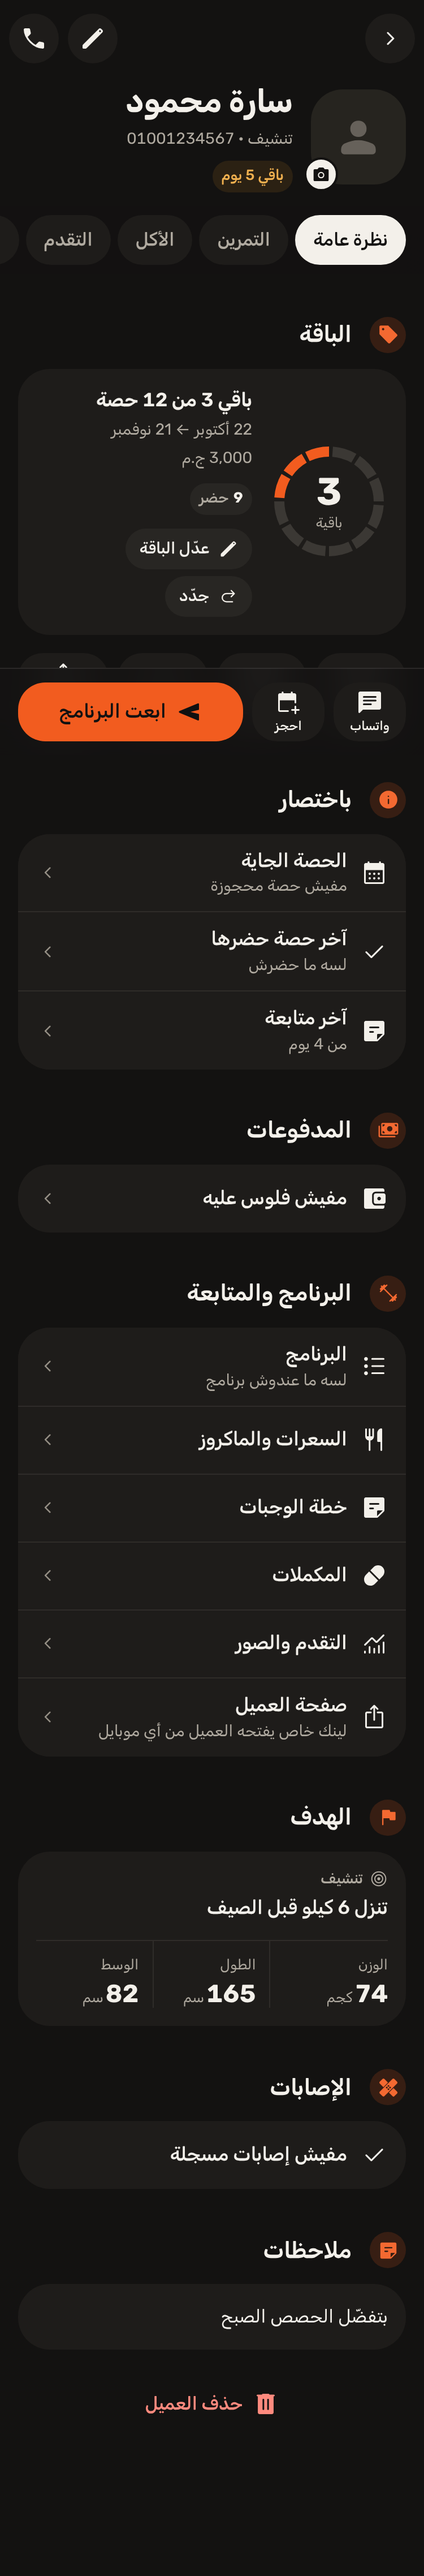 سارة محمود
تنشيف • 01001234567
باقي 5 يوم
نظرة عامة
التمرين
الأكل
التقدم
الباقة
باقي 3 من 12 حصة
22 أكتوبر ← 21 نوفمبر
3,000 ج.م
9 حضر
3
باقية
عدّل الباقة
جدّد
واتساب
احجز
ابعت البرنامج
باختصار
الحصة الجاية
مفيش حصة محجوزة
آخر حصة حضرها
لسه ما حضرش
آخر متابعة
من 4 يوم
المدفوعات
مفيش فلوس عليه
البرنامج والمتابعة
البرنامج
لسه ما عندوش برنامج
السعرات والماكروز
خطة الوجبات
المكملات
التقدم والصور
صفحة العميل
لينك خاص يفتحه العميل من أي موبايل
الهدف
تنشيف
تنزل 6 كيلو قبل الصيف
الوزن
74 كجم
الطول
165 سم
الوسط
82 سم
الإصابات
مفيش إصابات مسجلة
ملاحظات
بتفضّل الحصص الصبح
حذف العميل